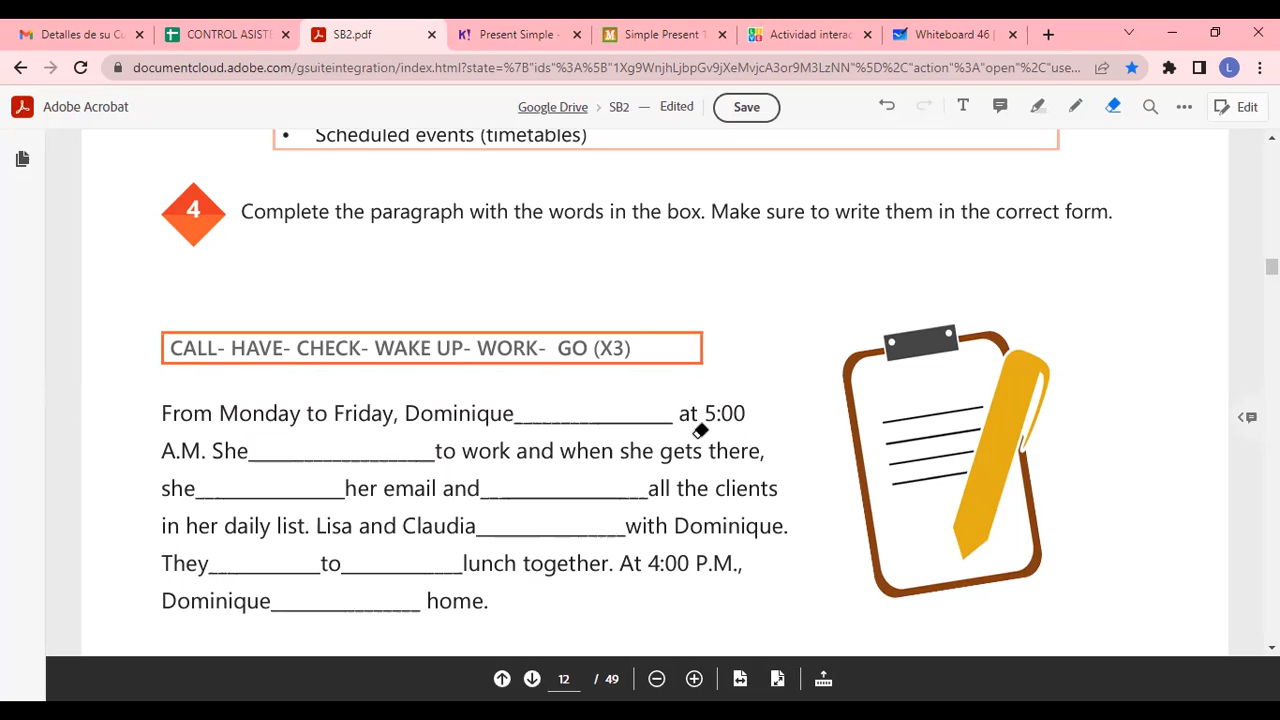 Detalles de su Cu
CONTROL ASISTE
SB2.pdf
K! Present Simple -
M Simple Present T
Actividad interac
Whiteboard 46 |
documentcloud.adobe.com/gsuiteintegration/index.html?state=%7B"ids"%3A%5B"1Xg9WnjhLjbpGv9jXeMvjcA3or9M3LzNN"%5D%2C"action"%3A"open"%2C"use...
L
Adobe Acrobat
Google Drive > SB2 — Edited
Save
T
Edit
• Scheduled events (timetables)
4
Complete the paragraph with the words in the box. Make sure to write them in the correct form.
CALL- HAVE- CHECK- WAKE UP- WORK- GO (X3)
From Monday to Friday, Dominique______________ at 5:00
A.M. She_________________to work and when she gets there,
she_____________her email and_______________all the clients
in her daily list. Lisa and Claudia_____________with Dominique.
They__________to___________lunch together. At 4:00 P.M.,
Dominique_____________ home.
12 / 49